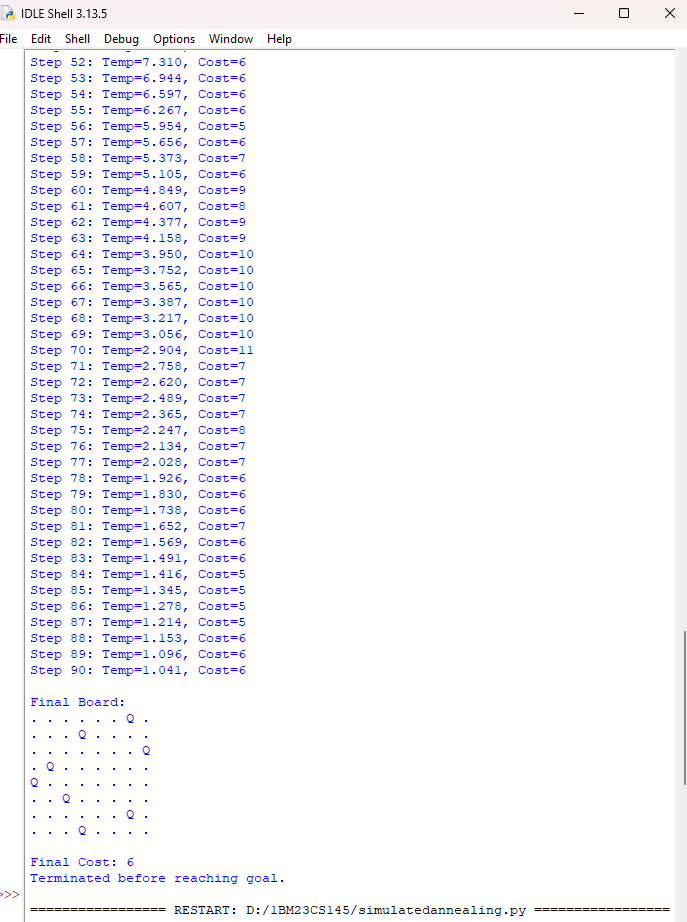 IDLE Shell 3.13.5
File Edit Shell Debug Options Window Help
Step 52: Temp=7.310, Cost=6
Step 53: Temp=6.944, Cost=6
Step 54: Temp=6.597, Cost=6
Step 55: Temp=6.267, Cost=6
Step 56: Temp=5.954, Cost=5
Step 57: Temp=5.656, Cost=6
Step 58: Temp=5.373, Cost=7
Step 59: Temp=5.105, Cost=6
Step 60: Temp=4.849, Cost=9
Step 61: Temp=4.607, Cost=8
Step 62: Temp=4.377, Cost=9
Step 63: Temp=4.158, Cost=9
Step 64: Temp=3.950, Cost=10
Step 65: Temp=3.752, Cost=10
Step 66: Temp=3.565, Cost=10
Step 67: Temp=3.387, Cost=10
Step 68: Temp=3.217, Cost=10
Step 69: Temp=3.056, Cost=10
Step 70: Temp=2.904, Cost=11
Step 71: Temp=2.758, Cost=7
Step 72: Temp=2.620, Cost=7
Step 73: Temp=2.489, Cost=7
Step 74: Temp=2.365, Cost=7
Step 75: Temp=2.247, Cost=8
Step 76: Temp=2.134, Cost=7
Step 77: Temp=2.028, Cost=7
Step 78: Temp=1.926, Cost=6
Step 79: Temp=1.830, Cost=6
Step 80: Temp=1.738, Cost=6
Step 81: Temp=1.652, Cost=7
Step 82: Temp=1.569, Cost=6
Step 83: Temp=1.491, Cost=6
Step 84: Temp=1.416, Cost=5
Step 85: Temp=1.345, Cost=5
Step 86: Temp=1.278, Cost=5
Step 87: Temp=1.214, Cost=5
Step 88: Temp=1.153, Cost=6
Step 89: Temp=1.096, Cost=6
Step 90: Temp=1.041, Cost=6
Final Board:
. . . . . . Q .
. . . Q . . . .
. . . . . . . Q
. Q . . . . . .
Q . . . . . . .
. . Q . . . . .
. . . . . . Q .
. . . Q . . . .
Final Cost: 6
Terminated before reaching goal.
>>>
================= RESTART: D:/1BM23CS145/simulatedannealing.py =================